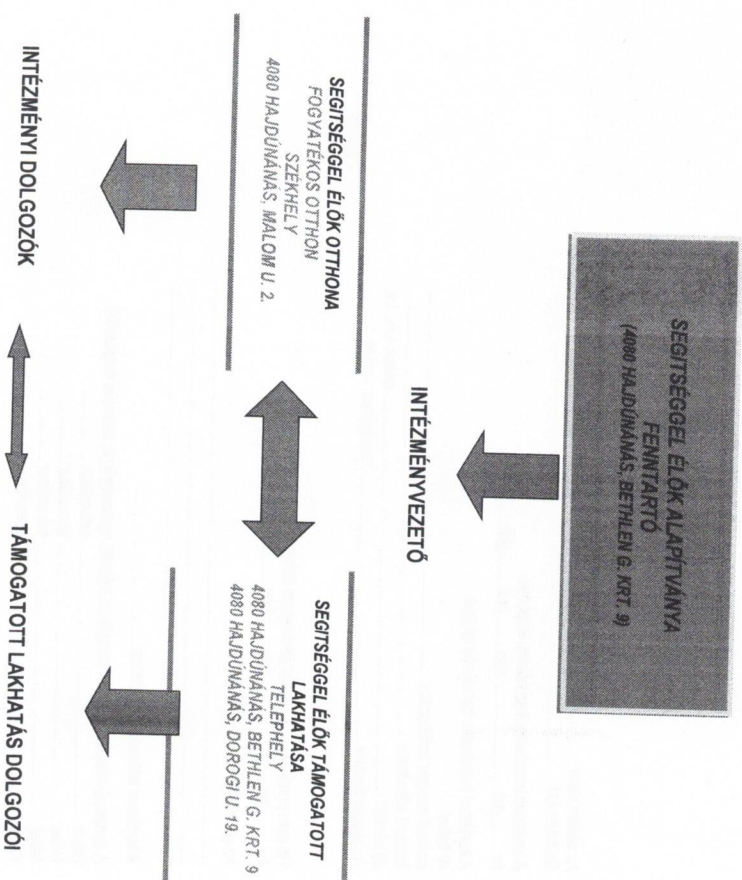 SEGITSÉGGEL ÉLŐK ALAPÍTVÁNYA
FENNTARTÓ
(4080 HAJDÚNÁNÁS, BETHLEN G. KRT. 9)
INTÉZMÉNYVEZETŐ
SEGITSÉGGEL ÉLŐK OTTHONA
FOGYATÉKOS OTTHON
SZÉKHELY
4080 HAJDÚNÁNÁS, MALOM U. 2.
SEGITSÉGGEL ÉLŐK TÁMOGATOTT
LAKHATÁSA
TELEPHELY
4080 HAJDÚNÁNÁS, BETHLEN G. KRT. 9
4080 HAJDÚNÁNÁS, DOROGI U. 19.
INTÉZMÉNYI DOLGOZÓK
TÁMOGATOTT LAKHATÁS DOLGOZÓI